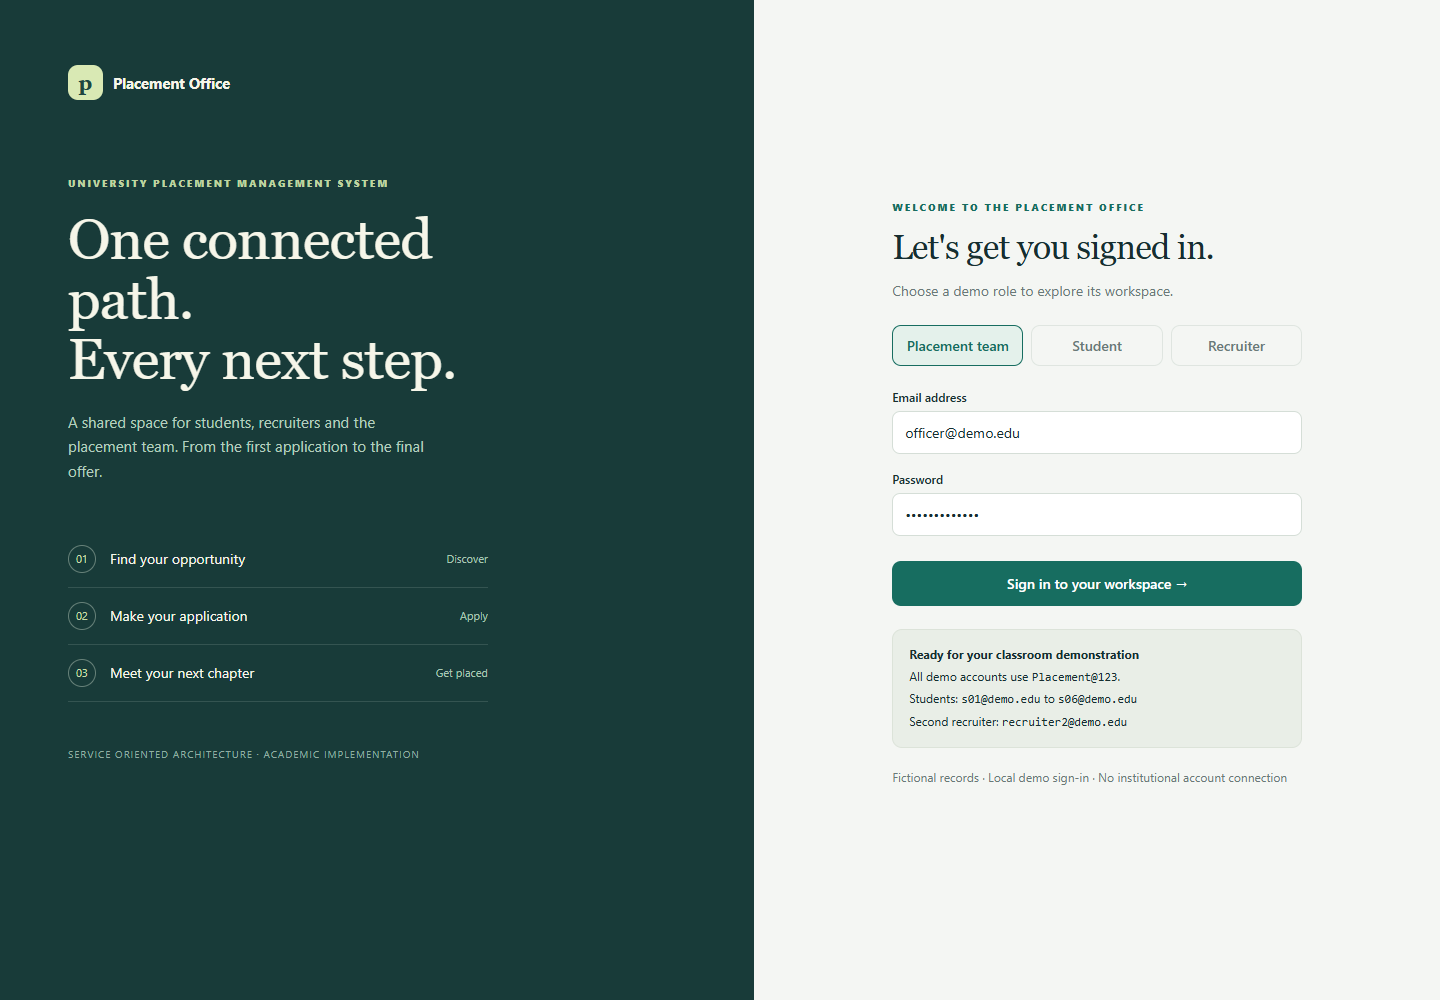 p
Placement Office
UNIVERSITY PLACEMENT MANAGEMENT SYSTEM
One connected
path.
Every next step.
A shared space for students, recruiters and the
placement team. From the first application to the final
offer.
01 Find your opportunity Discover
02 Make your application Apply
03 Meet your next chapter Get placed
SERVICE ORIENTED ARCHITECTURE · ACADEMIC IMPLEMENTATION
WELCOME TO THE PLACEMENT OFFICE
Let's get you signed in.
Choose a demo role to explore its workspace.
Placement team Student Recruiter
Email address
officer@demo.edu
Password
•••••••••••••
Sign in to your workspace →
Ready for your classroom demonstration
All demo accounts use Placement@123.
Students: s01@demo.edu to s06@demo.edu
Second recruiter: recruiter2@demo.edu
Fictional records · Local demo sign-in · No institutional account connection